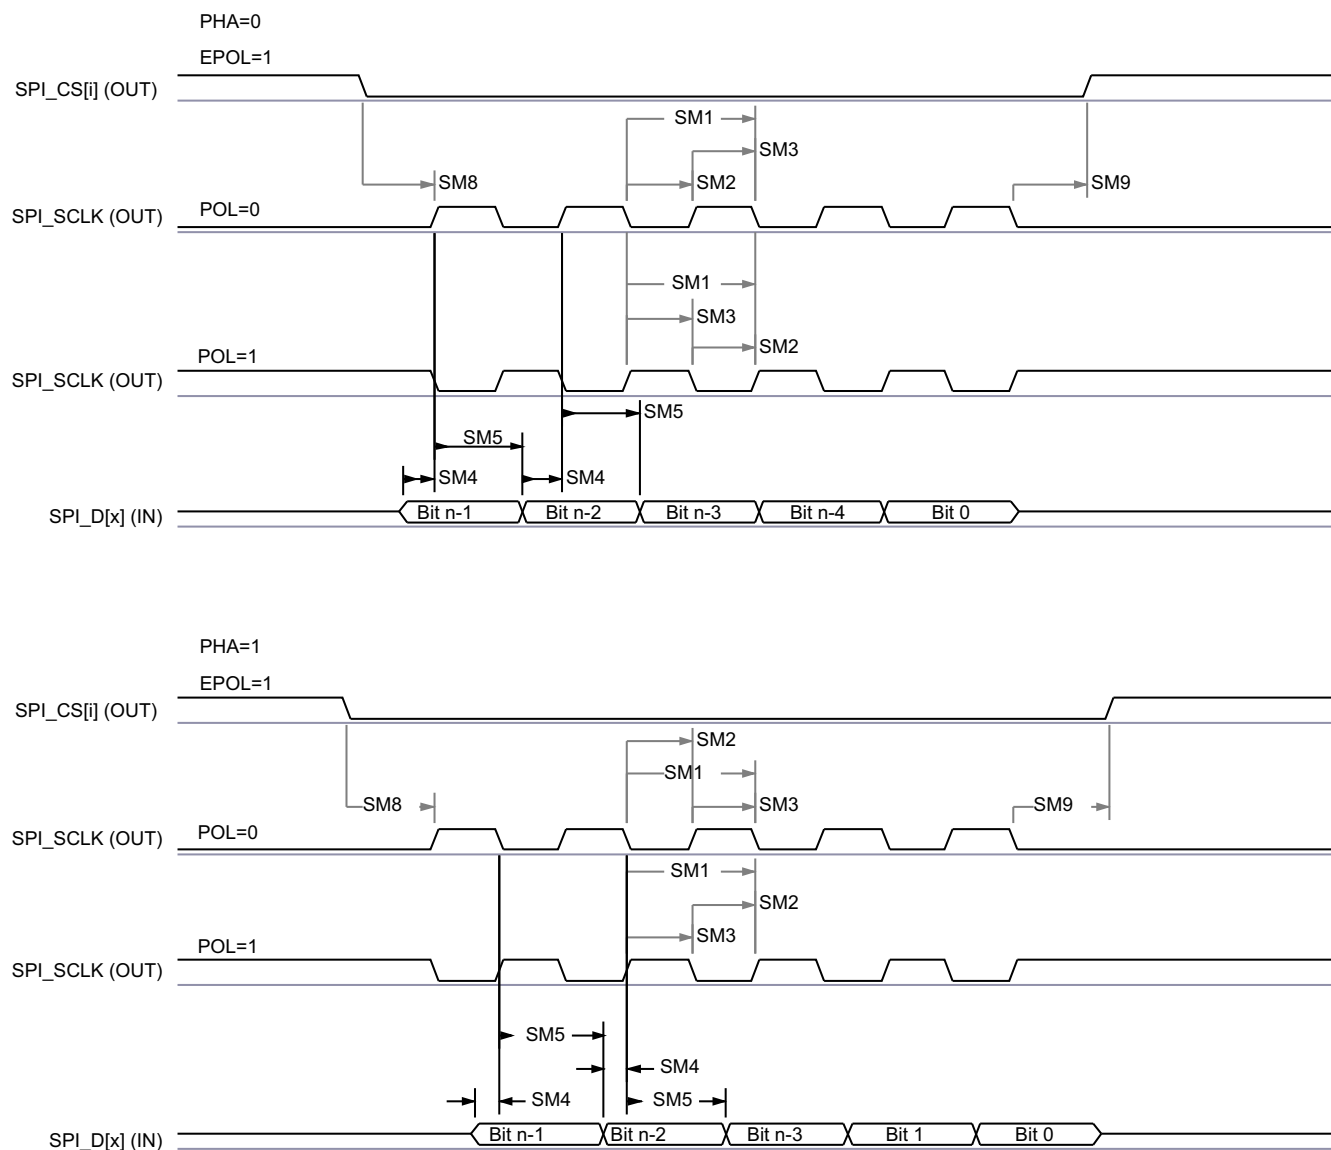 PHA=0
EPOL=1
SPI_CS[i] (OUT)
SM1
SM3
SM8
SM2
SM9
SPI_SCLK (OUT)
POL=0
SM1
SM3
SM2
POL=1
SPI_SCLK (OUT)
SM5
SM5
SM4
SM4
SPI_D[x] (IN)
Bit n-1
Bit n-2
Bit n-3
Bit n-4
Bit 0
PHA=1
EPOL=1
SPI_CS[i] (OUT)
SM2
SM1
SM8
SM3
SM9
SPI_SCLK (OUT)
POL=0
SM1
SM2
SM3
POL=1
SPI_SCLK (OUT)
SM5
SM4
SM4
SM5
SPI_D[x] (IN)
Bit n-1
Bit n-2
Bit n-3
Bit 1
Bit 0